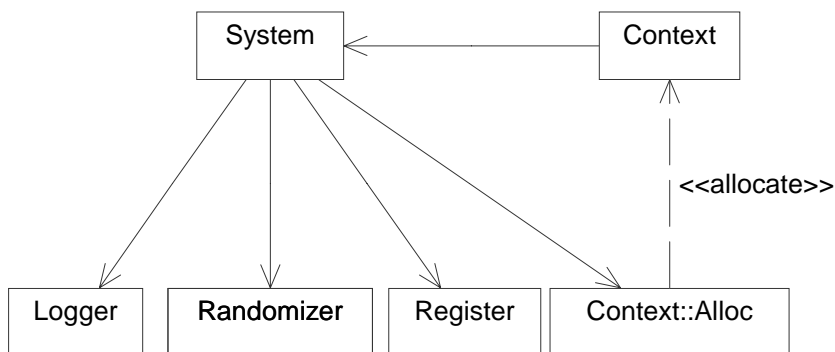 System
Context
<<allocate>>
Logger
Randomizer
Register
Context::Alloc